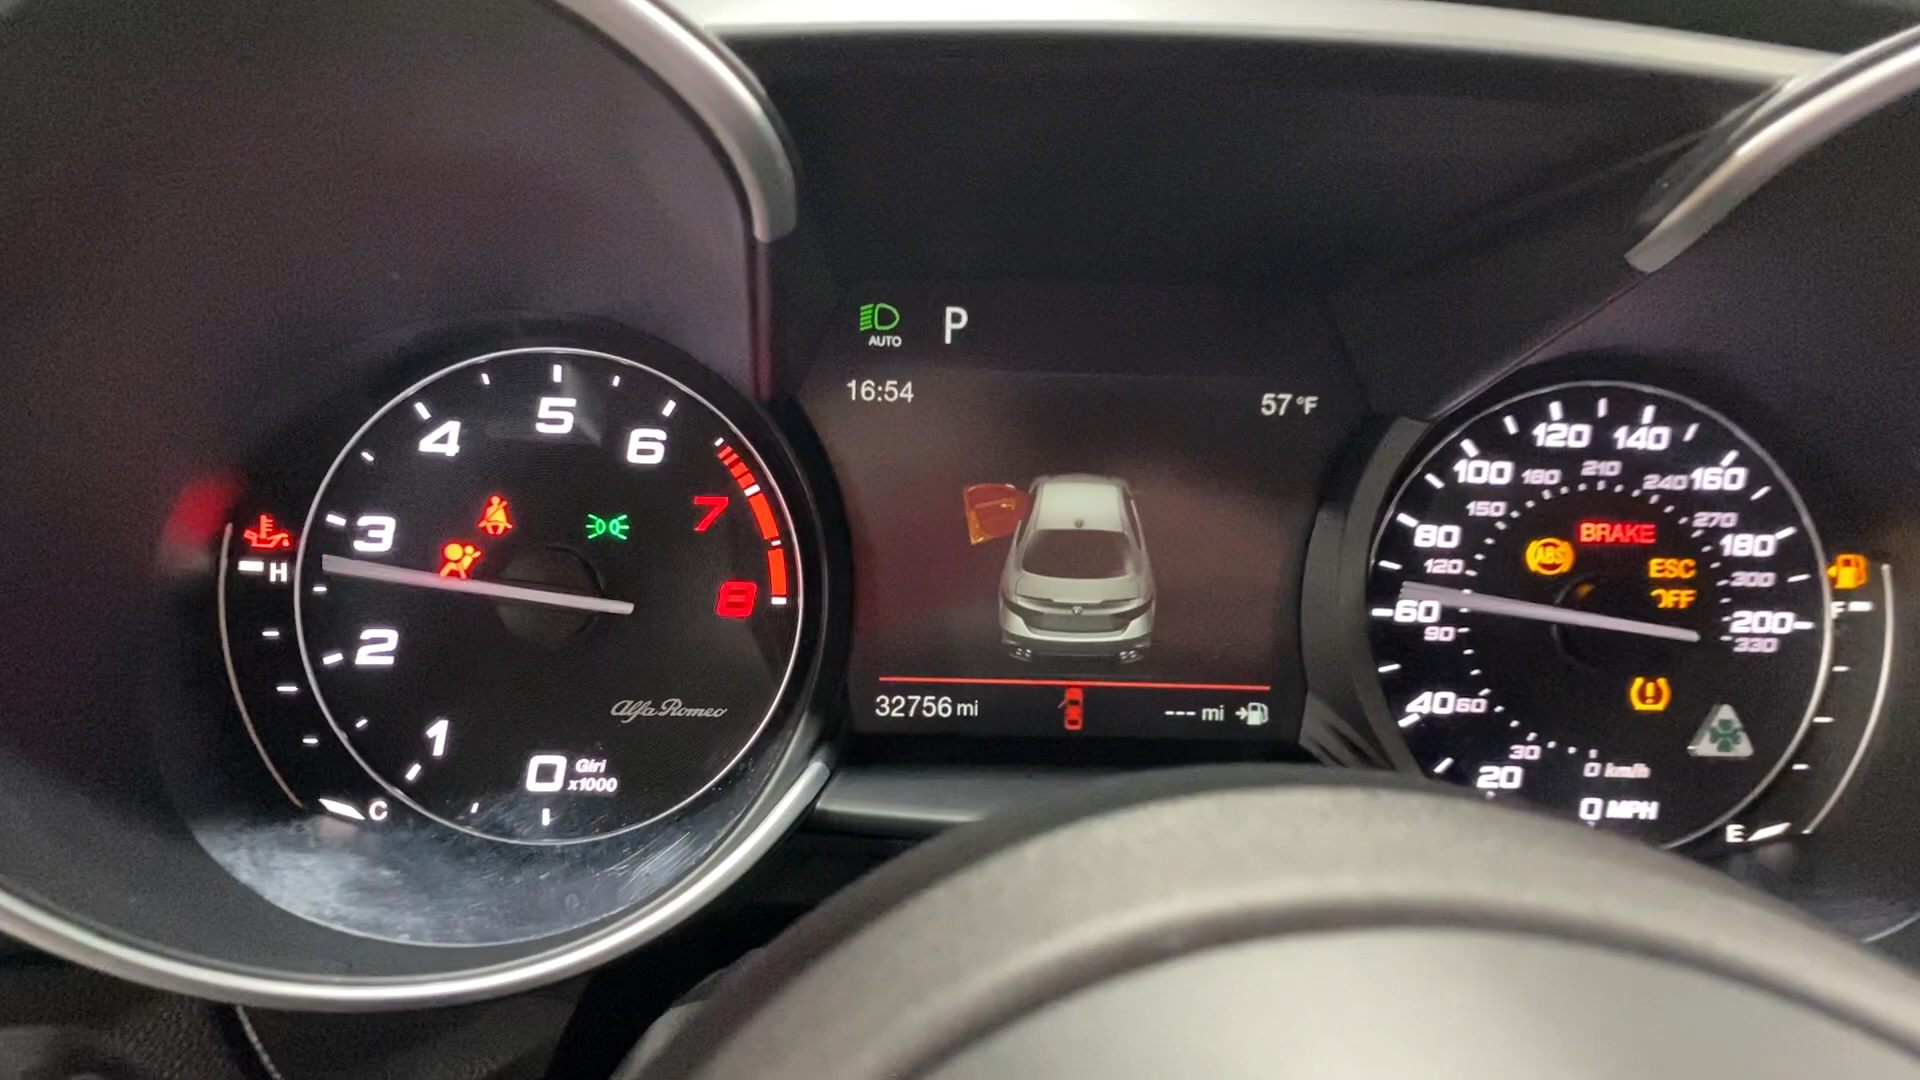 AUTO P
16:54
57 °F
32756 mi
--- mi
1
2
3
4
5
6
7
8
0 Giri
x1000
Alfa Romeo
H
C
20
40
60
80
100
120
140
160
180
200
30
60
90
120
150
180
210
240
270
300
330
ABS
BRAKE
ESC
OFF
0 km/h
0 MPH
F
E